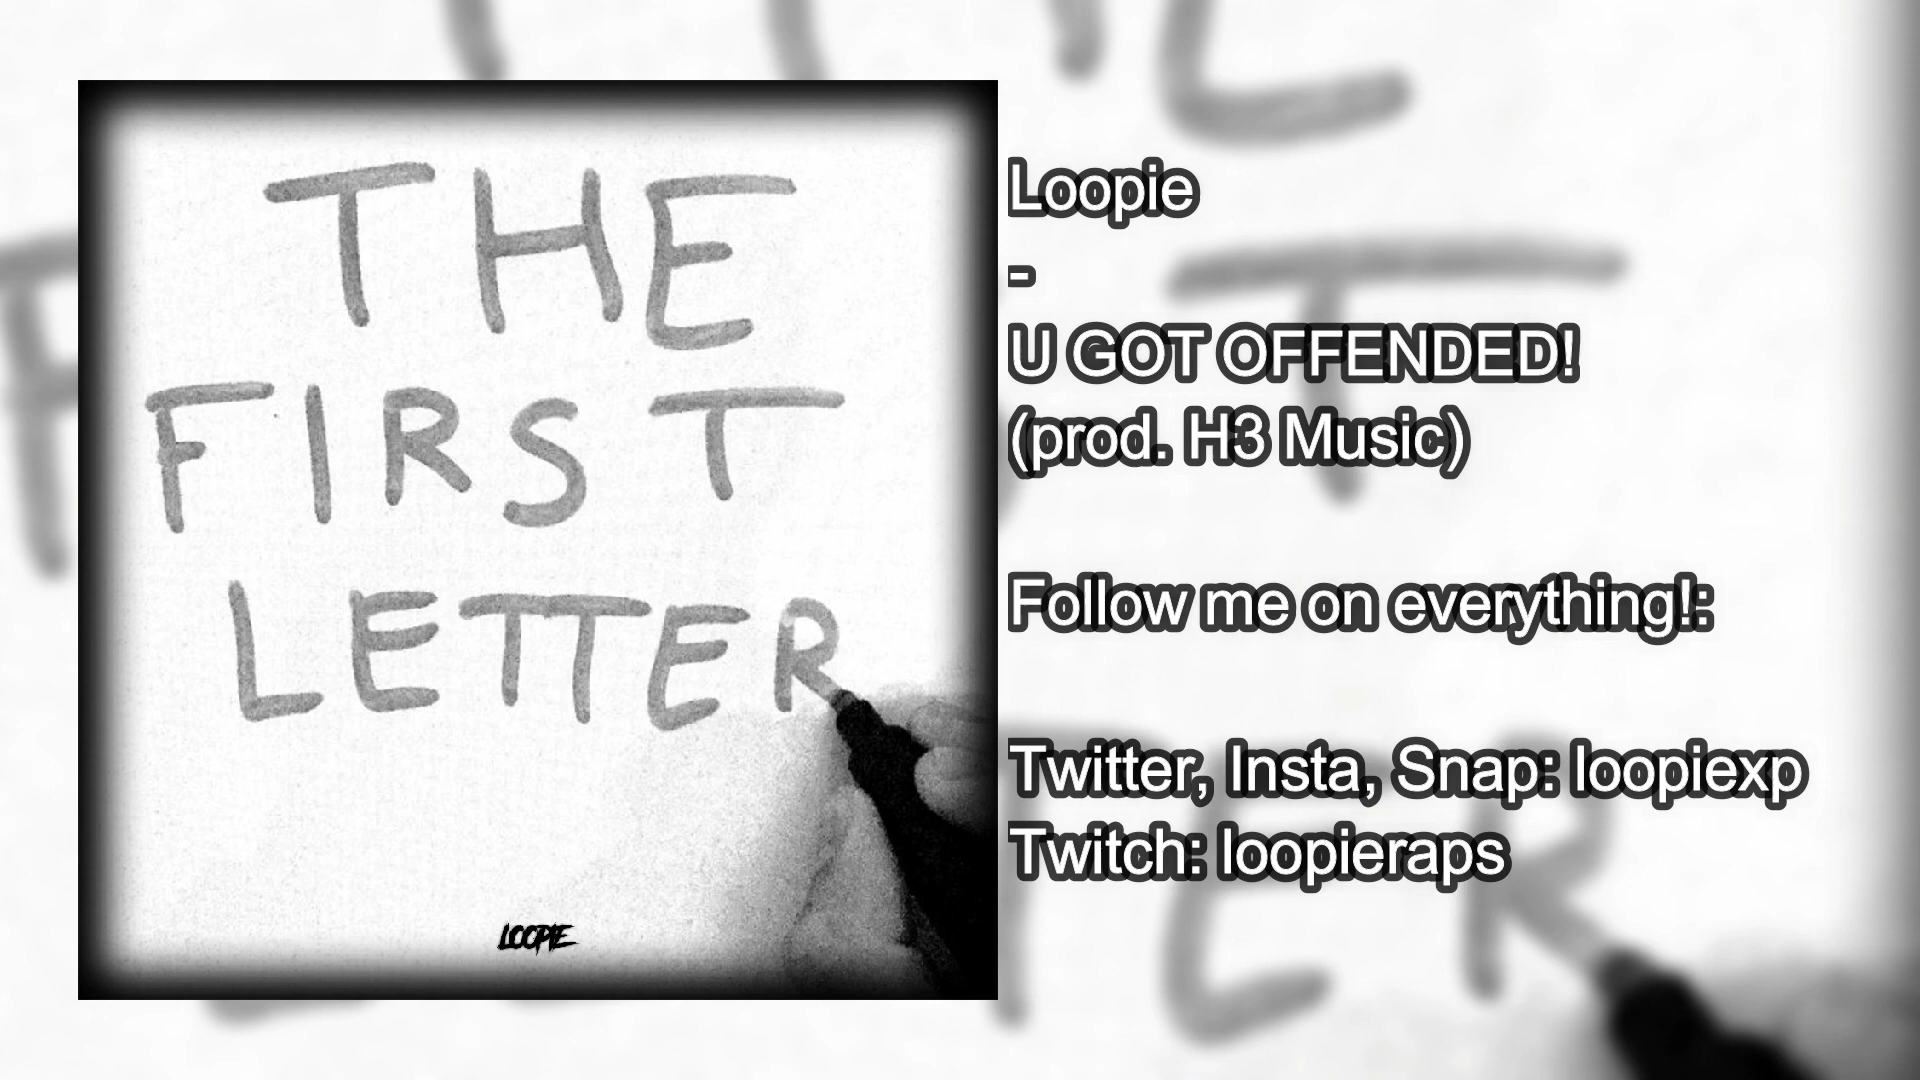 THE
FIRST
LETTER
LOOPIE
Loopie
-
U GOT OFFENDED!
(prod. H3 Music)
Follow me on everything!:
Twitter, Insta, Snap: loopiexp
Twitch: loopieraps